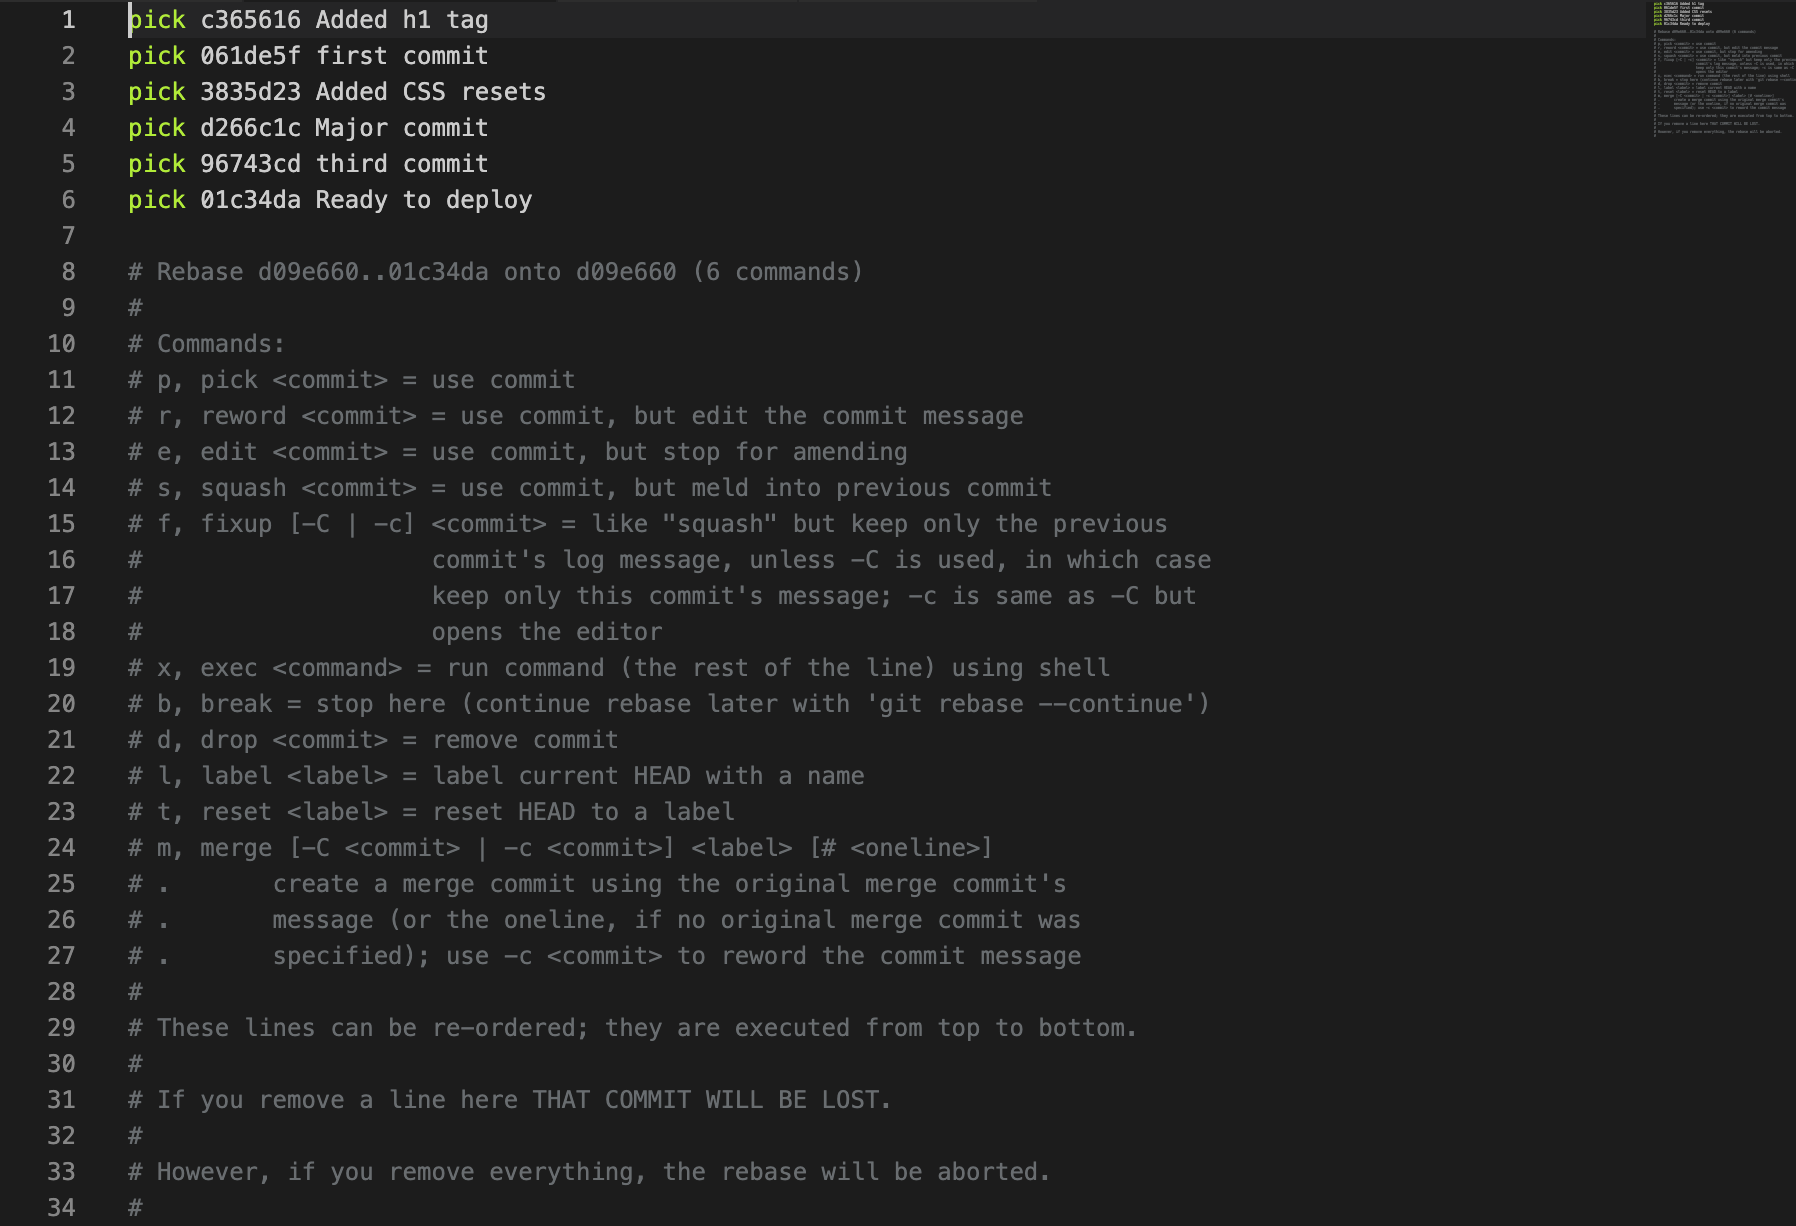 1 pick c365616 Added h1 tag
2 pick 061de5f first commit
3 pick 3835d23 Added CSS resets
4 pick d266c1c Major commit
5 pick 96743cd third commit
6 pick 01c34da Ready to deploy
7
8 # Rebase d09e660..01c34da onto d09e660 (6 commands)
9 #
10 # Commands:
11 # p, pick <commit> = use commit
12 # r, reword <commit> = use commit, but edit the commit message
13 # e, edit <commit> = use commit, but stop for amending
14 # s, squash <commit> = use commit, but meld into previous commit
15 # f, fixup [-C | -c] <commit> = like "squash" but keep only the previous
16 #                    commit's log message, unless -C is used, in which case
17 #                    keep only this commit's message; -c is same as -C but
18 #                    opens the editor
19 # x, exec <command> = run command (the rest of the line) using shell
20 # b, break = stop here (continue rebase later with 'git rebase --continue')
21 # d, drop <commit> = remove commit
22 # l, label <label> = label current HEAD with a name
23 # t, reset <label> = reset HEAD to a label
24 # m, merge [-C <commit> | -c <commit>] <label> [# <oneline>]
25 # .       create a merge commit using the original merge commit's
26 # .       message (or the oneline, if no original merge commit was
27 # .       specified); use -c <commit> to reword the commit message
28 #
29 # These lines can be re-ordered; they are executed from top to bottom.
30 #
31 # If you remove a line here THAT COMMIT WILL BE LOST.
32 #
33 # However, if you remove everything, the rebase will be aborted.
34 #